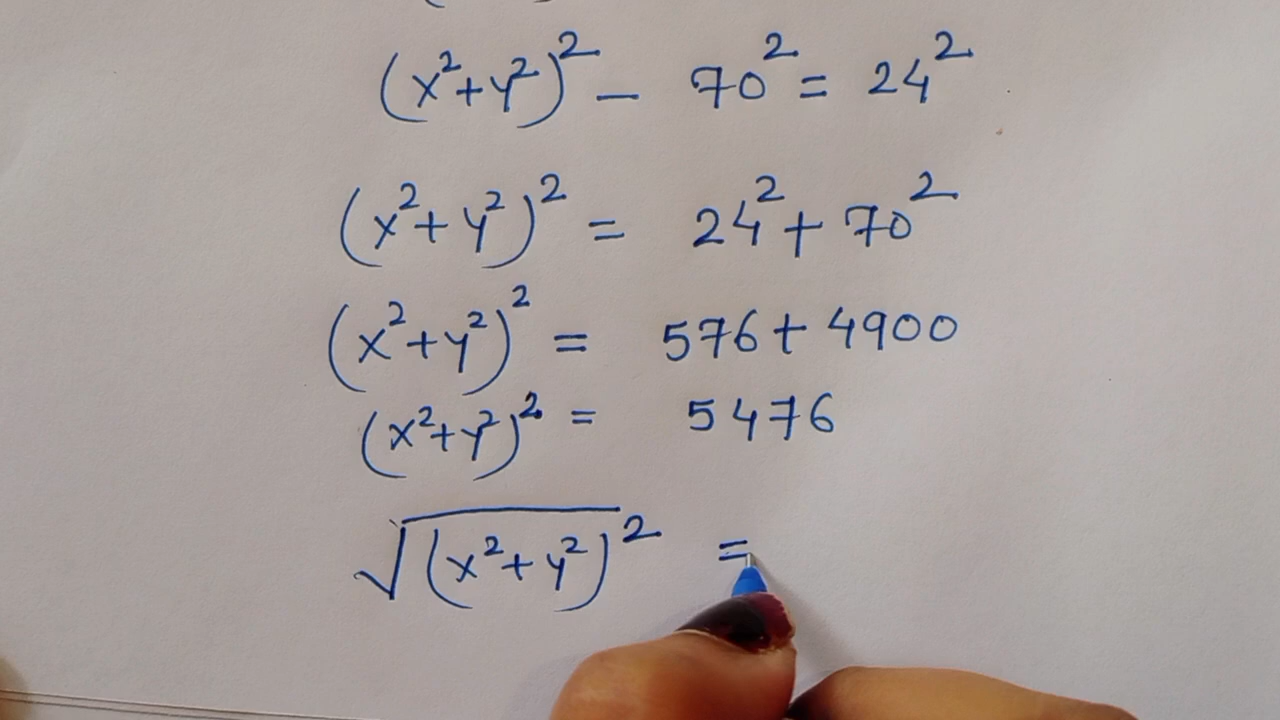 (x²+y²)² - 70² = 24²
(x²+y²)² = 24²+70²
(x²+y²)² = 576+4900
(x²+y²)² = 5476
√(x²+y²)² =